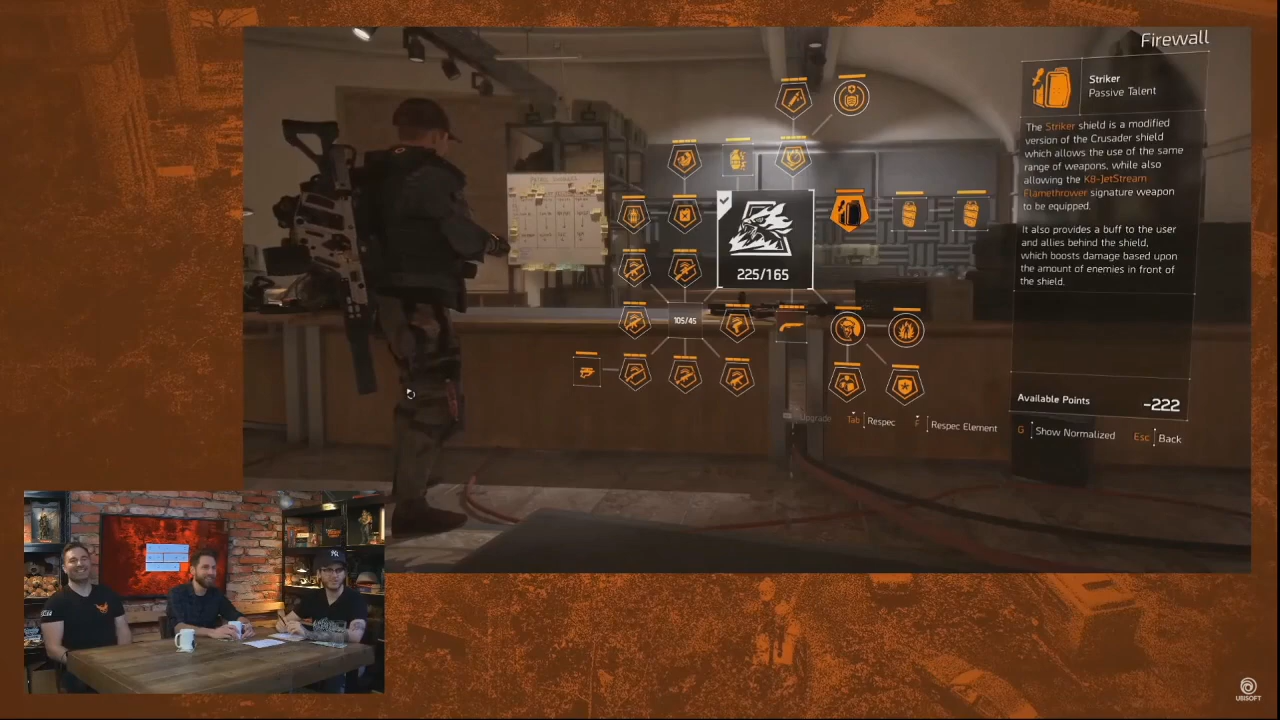 Firewall
Striker
Passive Talent
The Striker shield is a modified
version of the Crusader shield
which allows the use of the same
range of weapons, while also
allowing the K8-JetStream
Flamethrower signature weapon
to be equipped.
It also provides a buff to the user
and allies behind the shield,
which boosts damage based upon
the amount of enemies in front of
the shield.
225/165
105/45
Available Points -222
Upgrade
Tab Respec
F Respec Element
G Show Normalized
Esc Back
UBISOFT